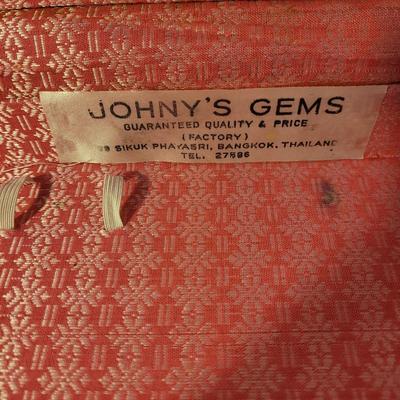 JOHNY'S GEMS
GUARANTEED QUALITY & PRICE
(FACTORY)
SIKUK PHAYASRI, BANGKOK, THAILAND
TEL. 27586